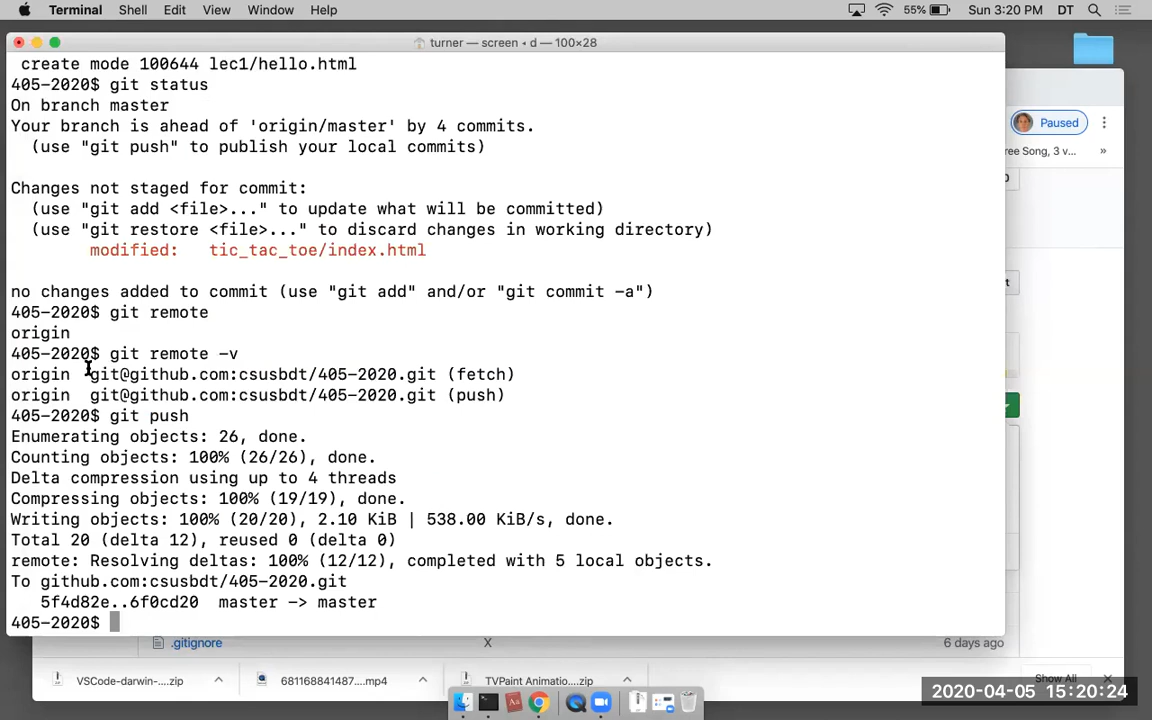 Terminal Shell Edit View Window Help 55% Sun 3:20 PM DT
turner — screen ◂ d — 100×28
create mode 100644 lec1/hello.html
405-2020$ git status
On branch master
Your branch is ahead of 'origin/master' by 4 commits.
(use "git push" to publish your local commits)
Changes not staged for commit:
(use "git add <file>..." to update what will be committed)
(use "git restore <file>..." to discard changes in working directory)
modified: tic_tac_toe/index.html
no changes added to commit (use "git add" and/or "git commit -a")
405-2020$ git remote
origin
405-2020$ git remote -v
origin git@github.com:csusbdt/405-2020.git (fetch)
origin git@github.com:csusbdt/405-2020.git (push)
405-2020$ git push
Enumerating objects: 26, done.
Counting objects: 100% (26/26), done.
Delta compression using up to 4 threads
Compressing objects: 100% (19/19), done.
Writing objects: 100% (20/20), 2.10 KiB | 538.00 KiB/s, done.
Total 20 (delta 12), reused 0 (delta 0)
remote: Resolving deltas: 100% (12/12), completed with 5 local objects.
To github.com:csusbdt/405-2020.git
5f4d82e..6f0cd20 master -> master
405-2020$
Paused
ree Song, 3 v... »
.gitignore X 6 days ago
VSCode-darwin-....zip 681168841487....mp4 TVPaint Animatio....zip Show All
2020-04-05 15:20:24